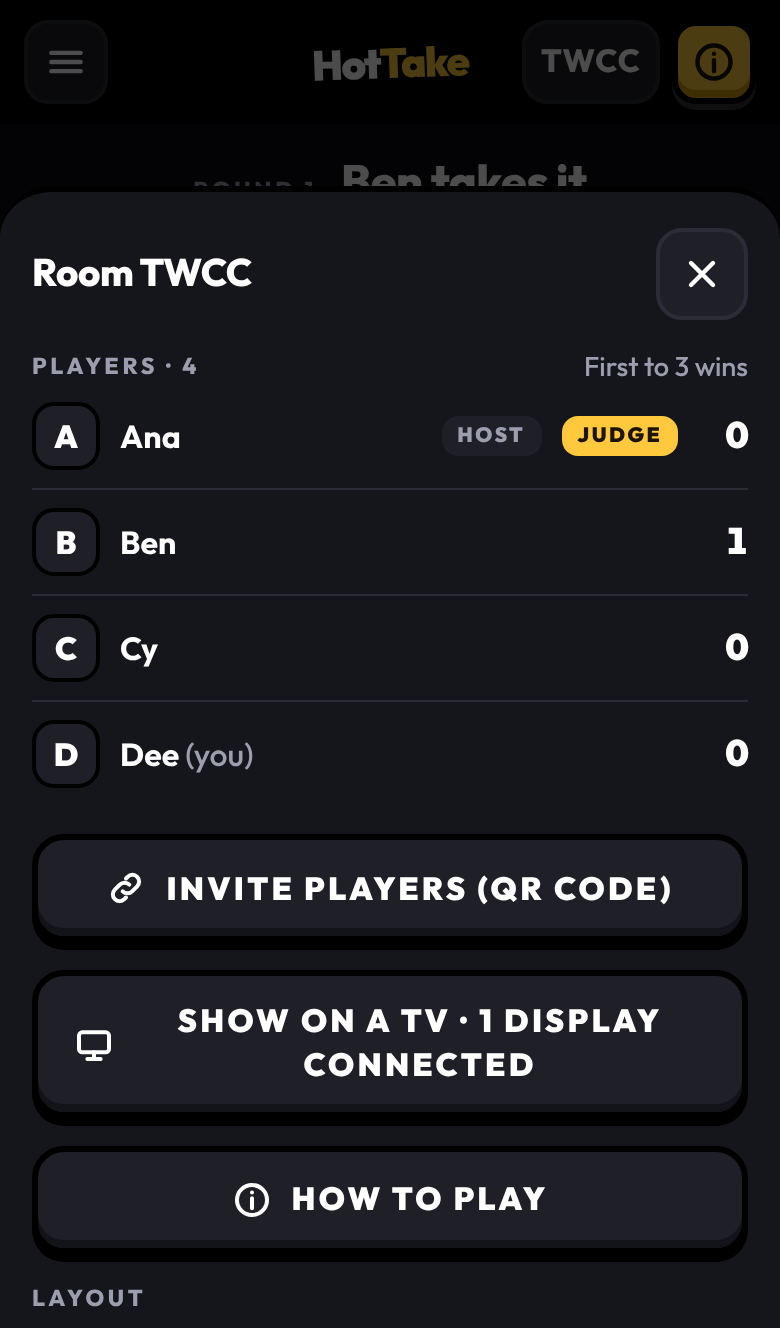 HotTake
TWCC
ROUND 1 Ben takes it
Room TWCC
PLAYERS · 4
First to 3 wins
A Ana HOST JUDGE 0
B Ben 1
C Cy 0
D Dee (you) 0
INVITE PLAYERS (QR CODE)
SHOW ON A TV · 1 DISPLAY
CONNECTED
HOW TO PLAY
LAYOUT